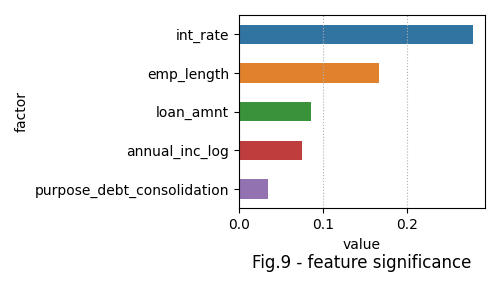 int_rate
emp_length
loan_amnt
annual_inc_log
purpose_debt_consolidation
factor
0.0 0.1 0.2
value
Fig.9 - feature significance